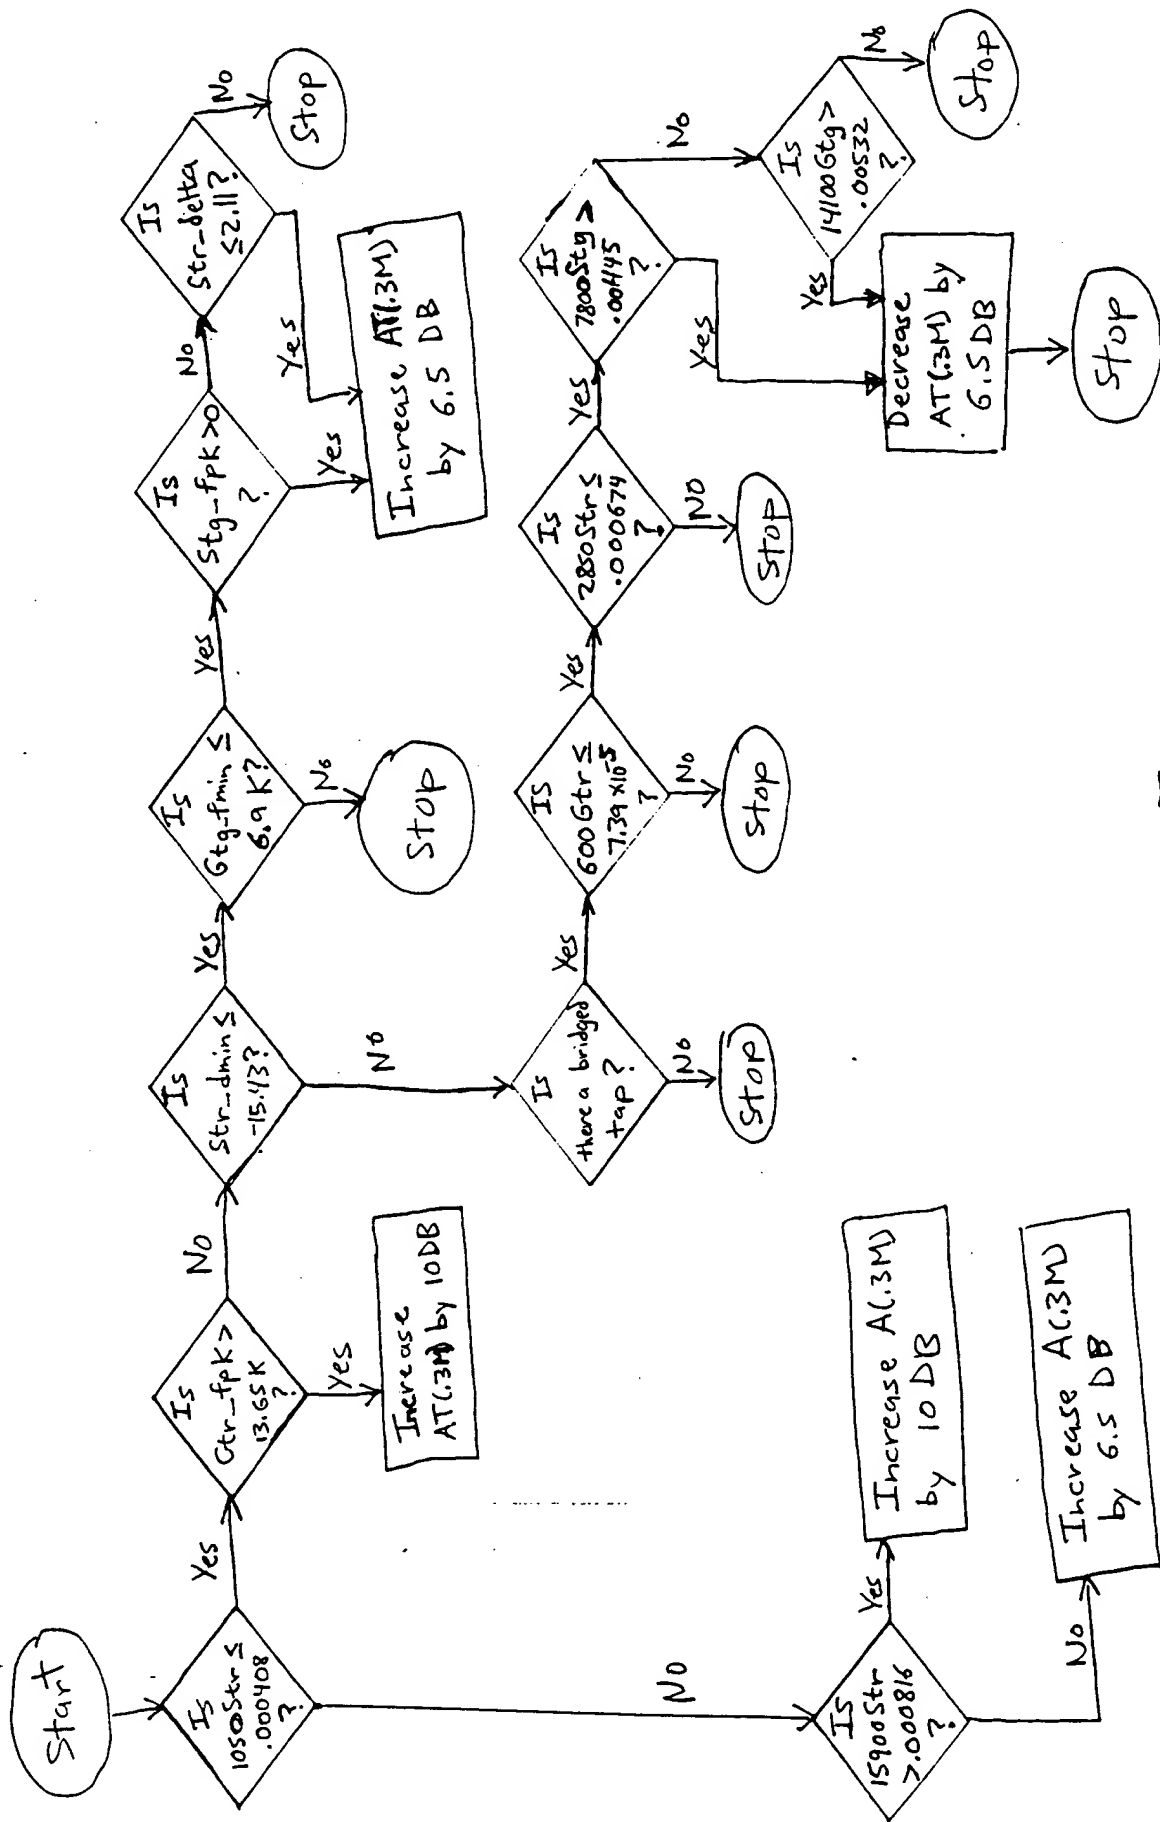 Start
Is
1050Str ≤
.000408
?
Yes
No
Is
Gtr_fpk >
13.65K
?
No
Yes
Increase
AT(.3M) by 10DB
Is
Str_dmin ≤
-15.43?
Yes
No
Is
Gtg_fmin ≤
6.9K?
Yes
No
Stop
Is
Stg_fpk >0
?
No
Yes
Is
Str_delta
≤2.11?
No
Stop
Yes
Increase AT(.3M)
by 6.5 DB
Is
there a bridged
tap?
Yes
No
Stop
Is
600Gtr ≤
7.39x10⁻⁵
?
Yes
No
Stop
Is
2850Str ≤
.000674
?
Yes
No
Stop
Is
7800Stg >
.00445
?
No
Yes
Is
14100Gtg >
.00532
?
No
Stop
Yes
Decrease
AT(.3M) by
6.5 DB
Stop
Is
15900Str
>.000816
?
Yes
Increase A(.3M)
by 10 DB
No
Increase A(.3M)
by 6.5 DB